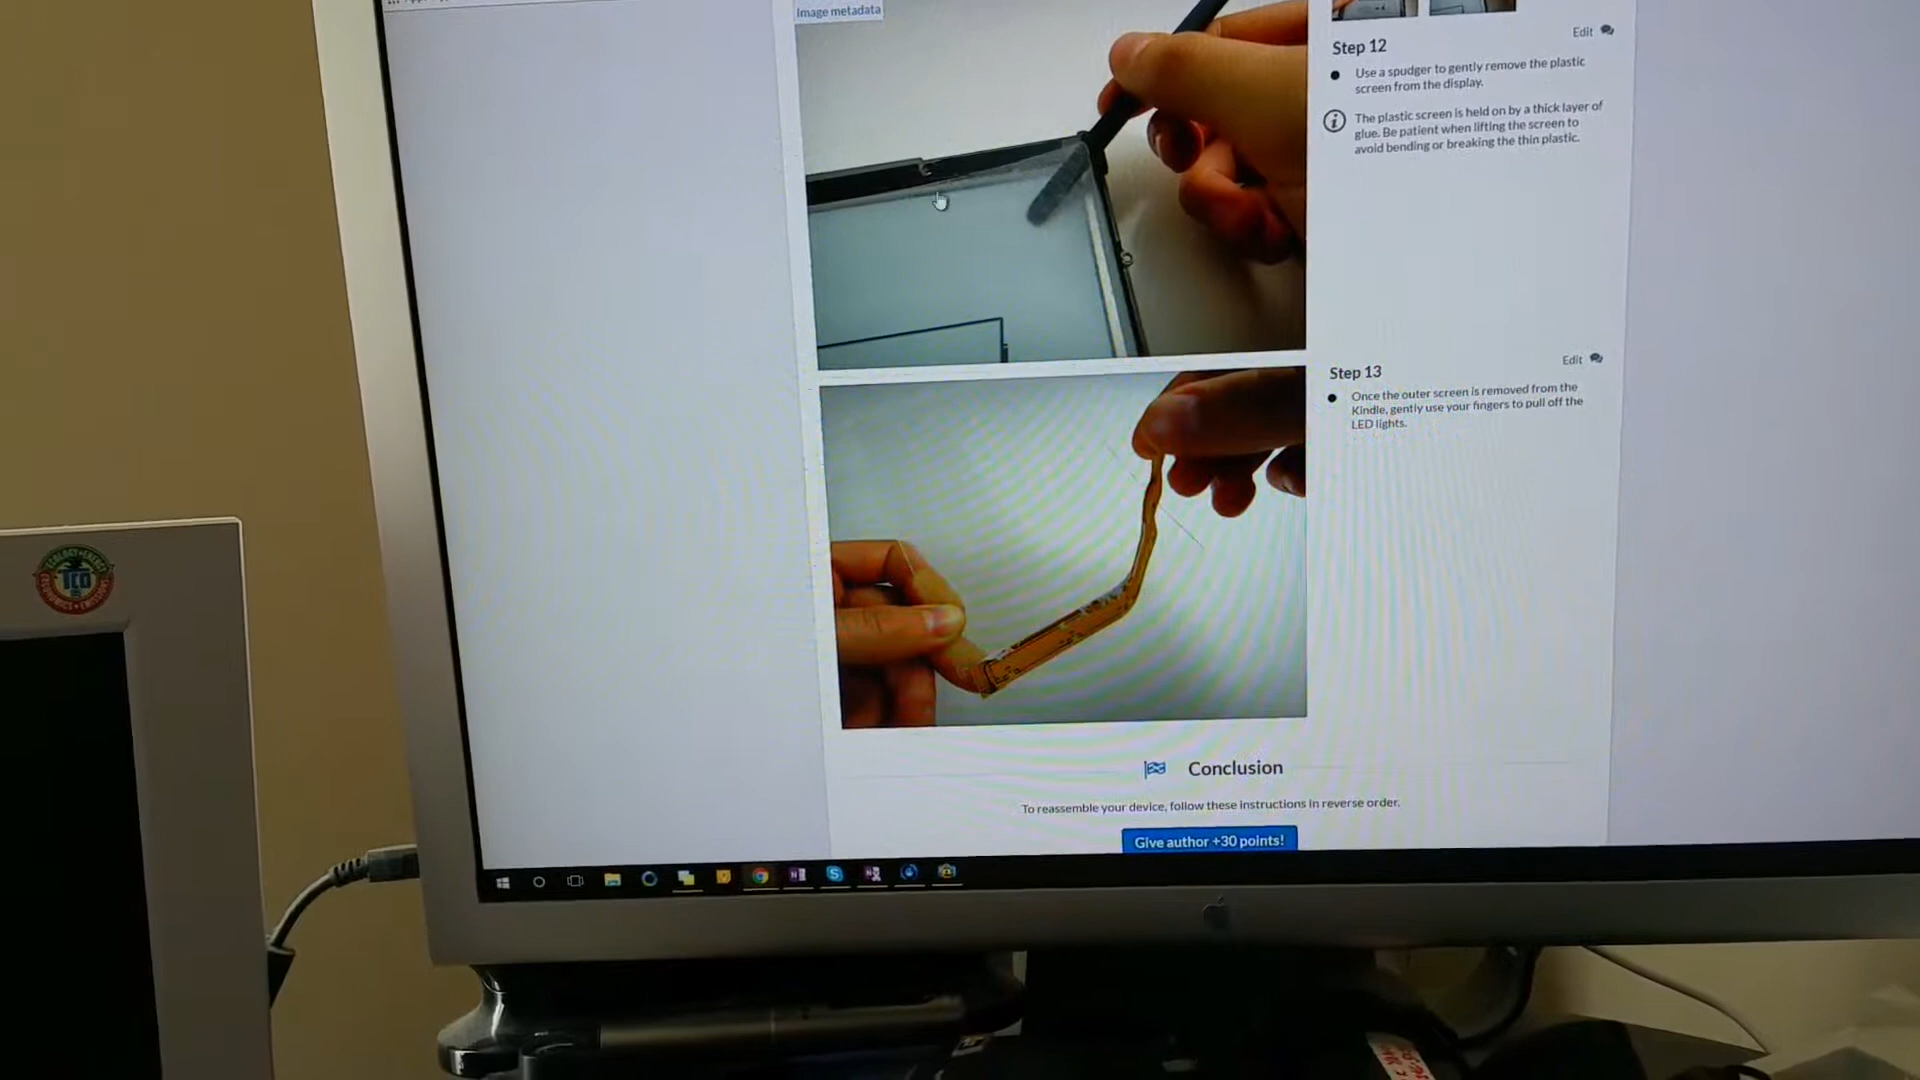 Image metadata
Edit
Step 12
Use a spudger to gently remove the plastic
screen from the display.
The plastic screen is held on by a thick layer of
glue. Be patient when lifting the screen to
avoid bending or breaking the thin plastic.
Edit
Step 13
Once the outer screen is removed from the
Kindle, gently use your fingers to pull off the
LED lights.
Conclusion
To reassemble your device, follow these instructions in reverse order.
Give author +30 points!
ECOLOGY • ENERGY
TCO
ERGONOMICS • EMISSIONS